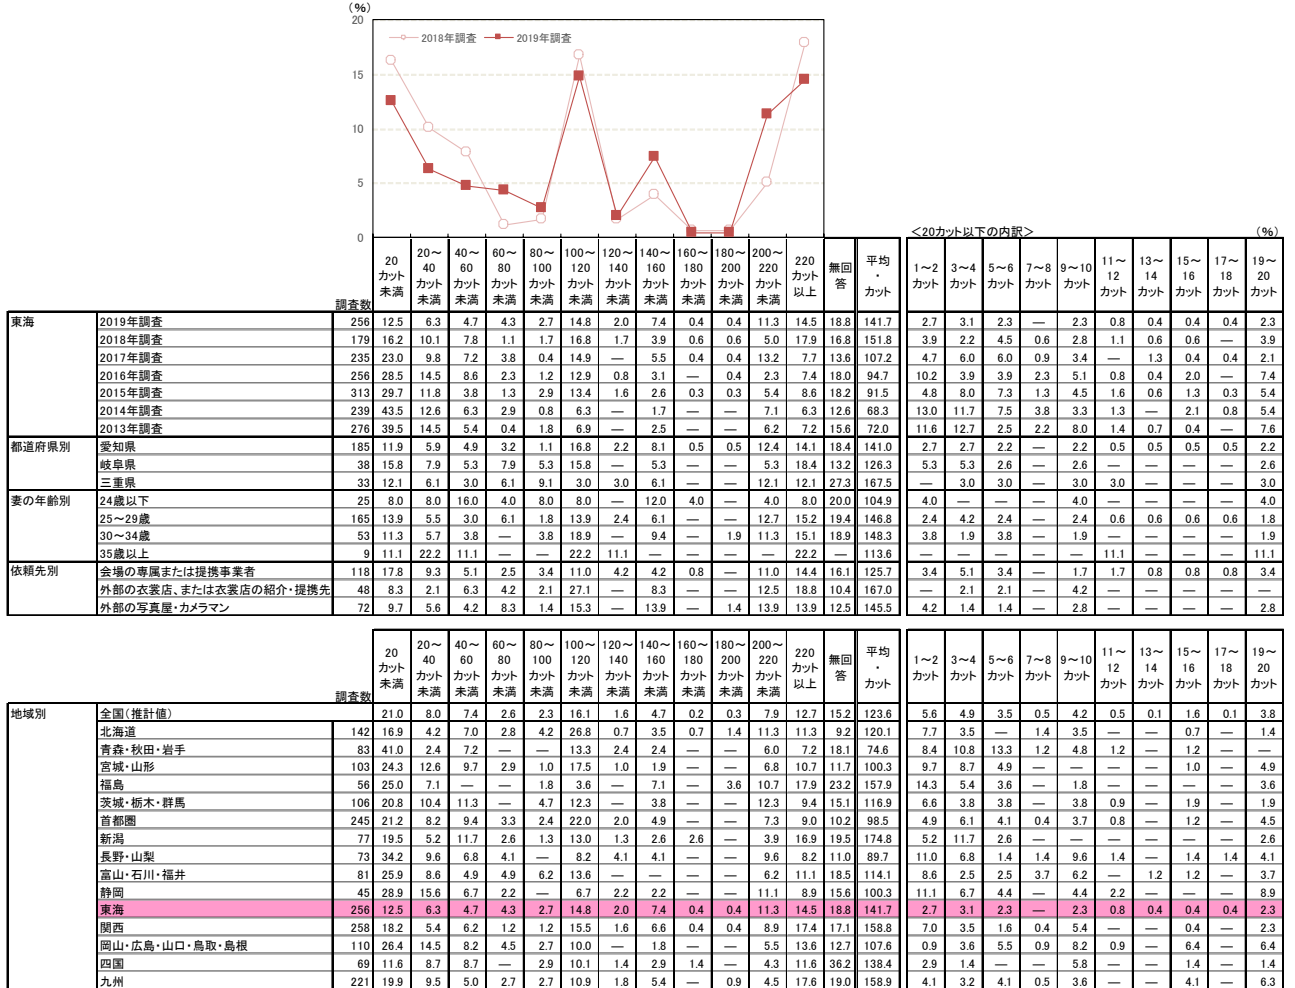 (%)
20
15
10
5
0
2018年調査 2019年調査
<20カット以下の内訳> (%)
調査数 20カット未満 20～40カット未満 40～60カット未満 60～80カット未満 80～100カット未満 100～120カット未満 120～140カット未満 140～160カット未満 160～180カット未満 180～200カット未満 200～220カット未満 220カット以上 無回答 平均・カット 1～2カット 3～4カット 5～6カット 7～8カット 9～10カット 11～12カット 13～14カット 15～16カット 17～18カット 19～20カット
東海 2019年調査 256 12.5 6.3 4.7 4.3 2.7 14.8 2.0 7.4 0.4 0.4 11.3 14.5 18.8 141.7 2.7 3.1 2.3 — 2.3 0.8 0.4 0.4 0.4 2.3
2018年調査 179 16.2 10.1 7.8 1.1 1.7 16.8 1.7 3.9 0.6 0.6 5.0 17.9 16.8 151.8 3.9 2.2 4.5 0.6 2.8 1.1 0.6 0.6 — 3.9
2017年調査 235 23.0 9.8 7.2 3.8 0.4 14.9 — 5.5 0.4 0.4 13.2 7.7 13.6 107.2 4.7 6.0 6.0 0.9 3.4 — 1.3 0.4 0.4 2.1
2016年調査 256 28.5 14.5 8.6 2.3 1.2 12.9 0.8 3.1 — 0.4 2.3 7.4 18.0 94.7 10.2 3.9 3.9 2.3 5.1 0.8 0.4 2.0 — 7.4
2015年調査 313 29.7 11.8 3.8 1.3 2.9 13.4 1.6 2.6 0.3 0.3 5.4 8.6 18.2 91.5 4.8 8.0 7.3 1.3 4.5 1.6 0.6 1.3 0.3 5.4
2014年調査 239 43.5 12.6 6.3 2.9 0.8 6.3 — 1.7 — — 7.1 6.3 12.6 68.3 13.0 11.7 7.5 3.8 3.3 1.3 — 2.1 0.8 5.4
2013年調査 276 39.5 14.5 5.4 0.4 1.8 6.9 — 2.5 — — 6.2 7.2 15.6 72.0 11.6 12.7 2.5 2.2 8.0 1.4 0.7 0.4 — 7.6
都道府県別 愛知県 185 11.9 5.9 4.9 3.2 1.1 16.8 2.2 8.1 0.5 0.5 12.4 14.1 18.4 141.0 2.7 2.7 2.2 — 2.2 0.5 0.5 0.5 0.5 2.2
岐阜県 38 15.8 7.9 5.3 7.9 5.3 15.8 — 5.3 — — 5.3 18.4 13.2 126.3 5.3 5.3 2.6 — 2.6 — — — — 2.6
三重県 33 12.1 6.1 3.0 6.1 9.1 3.0 3.0 6.1 — — 12.1 12.1 27.3 167.5 — 3.0 3.0 — 3.0 3.0 — — — 3.0
妻の年齢別 24歳以下 25 8.0 8.0 16.0 4.0 8.0 8.0 — 12.0 4.0 — 4.0 8.0 20.0 104.9 4.0 — — — 4.0 — — — — 4.0
25～29歳 165 13.9 5.5 3.0 6.1 1.8 13.9 2.4 6.1 — — 12.7 15.2 19.4 146.8 2.4 4.2 2.4 — 2.4 0.6 0.6 0.6 0.6 1.8
30～34歳 53 11.3 5.7 3.8 — 3.8 18.9 — 9.4 — 1.9 11.3 15.1 18.9 148.3 3.8 1.9 3.8 — 1.9 — — — — 1.9
35歳以上 9 11.1 22.2 11.1 — — 22.2 11.1 — — — — 22.2 — 113.6 — — — — — 11.1 — — — 11.1
依頼先別 会場の専属または提携事業者 118 17.8 9.3 5.1 2.5 3.4 11.0 4.2 4.2 0.8 — 11.0 14.4 16.1 125.7 3.4 5.1 3.4 — 1.7 1.7 0.8 0.8 0.8 3.4
外部の衣裳店、または衣裳店の紹介・提携先 48 8.3 2.1 6.3 4.2 2.1 27.1 — 8.3 — — 12.5 18.8 10.4 167.0 — 2.1 2.1 — 4.2 — — — — —
外部の写真屋・カメラマン 72 9.7 5.6 4.2 8.3 1.4 15.3 — 13.9 — 1.4 13.9 13.9 12.5 145.5 4.2 1.4 1.4 — 2.8 — — — — 2.8
調査数 20カット未満 20～40カット未満 40～60カット未満 60～80カット未満 80～100カット未満 100～120カット未満 120～140カット未満 140～160カット未満 160～180カット未満 180～200カット未満 200～220カット未満 220カット以上 無回答 平均・カット 1～2カット 3～4カット 5～6カット 7～8カット 9～10カット 11～12カット 13～14カット 15～16カット 17～18カット 19～20カット
地域別 全国(推計値) 21.0 8.0 7.4 2.6 2.3 16.1 1.6 4.7 0.2 0.3 7.9 12.7 15.2 123.6 5.6 4.9 3.5 0.5 4.2 0.5 0.1 1.6 0.1 3.8
北海道 142 16.9 4.2 7.0 2.8 4.2 26.8 0.7 3.5 0.7 1.4 11.3 11.3 9.2 120.1 7.7 3.5 — 1.4 3.5 — — 0.7 — 1.4
青森・秋田・岩手 83 41.0 2.4 7.2 — — 13.3 2.4 2.4 — — 6.0 7.2 18.1 74.6 8.4 10.8 13.3 1.2 4.8 1.2 — 1.2 — —
宮城・山形 103 24.3 12.6 9.7 2.9 1.0 17.5 1.0 1.9 — — 6.8 10.7 11.7 100.3 9.7 8.7 4.9 — — — — 1.0 — 4.9
福島 56 25.0 7.1 — — 1.8 3.6 — 7.1 — 3.6 10.7 17.9 23.2 157.9 14.3 5.4 3.6 — 1.8 — — — — 3.6
茨城・栃木・群馬 106 20.8 10.4 11.3 — 4.7 12.3 — 3.8 — — 12.3 9.4 15.1 116.9 6.6 3.8 3.8 — 3.8 0.9 — 1.9 — 1.9
首都圏 245 21.2 8.2 9.4 3.3 2.4 22.0 2.0 4.9 — — 7.3 9.0 10.2 98.5 4.9 6.1 4.1 0.4 3.7 0.8 — 1.2 — 4.5
新潟 77 19.5 5.2 11.7 2.6 1.3 13.0 1.3 2.6 2.6 — 3.9 16.9 19.5 174.8 5.2 11.7 2.6 — — — — — — 2.6
長野・山梨 73 34.2 9.6 6.8 4.1 — 8.2 4.1 4.1 — — 9.6 8.2 11.0 89.7 11.0 6.8 1.4 1.4 9.6 1.4 — 1.4 1.4 4.1
富山・石川・福井 81 25.9 8.6 4.9 4.9 6.2 13.6 — — — — 6.2 11.1 18.5 114.1 8.6 2.5 2.5 3.7 6.2 — 1.2 1.2 — 3.7
静岡 45 28.9 15.6 6.7 2.2 — 6.7 2.2 2.2 — — 11.1 8.9 15.6 100.3 11.1 6.7 4.4 — 4.4 2.2 — — — 8.9
東海 256 12.5 6.3 4.7 4.3 2.7 14.8 2.0 7.4 0.4 0.4 11.3 14.5 18.8 141.7 2.7 3.1 2.3 — 2.3 0.8 0.4 0.4 0.4 2.3
関西 258 18.2 5.4 6.2 1.2 1.2 15.5 1.6 6.6 0.4 0.4 8.9 17.4 17.1 158.8 7.0 3.5 1.6 0.4 5.4 — — 0.4 — 2.3
岡山・広島・山口・鳥取・島根 110 26.4 14.5 8.2 4.5 2.7 10.0 — 1.8 — — 5.5 13.6 12.7 107.6 0.9 3.6 5.5 0.9 8.2 0.9 — 6.4 — 6.4
四国 69 11.6 8.7 8.7 — 2.9 10.1 1.4 2.9 1.4 — 4.3 11.6 36.2 138.4 2.9 1.4 — — 5.8 — — 1.4 — 1.4
九州 221 19.9 9.5 5.0 2.7 2.7 10.9 1.8 5.4 — 0.9 4.5 17.6 19.0 158.9 4.1 3.2 4.1 0.5 3.6 — — 4.1 — 6.3